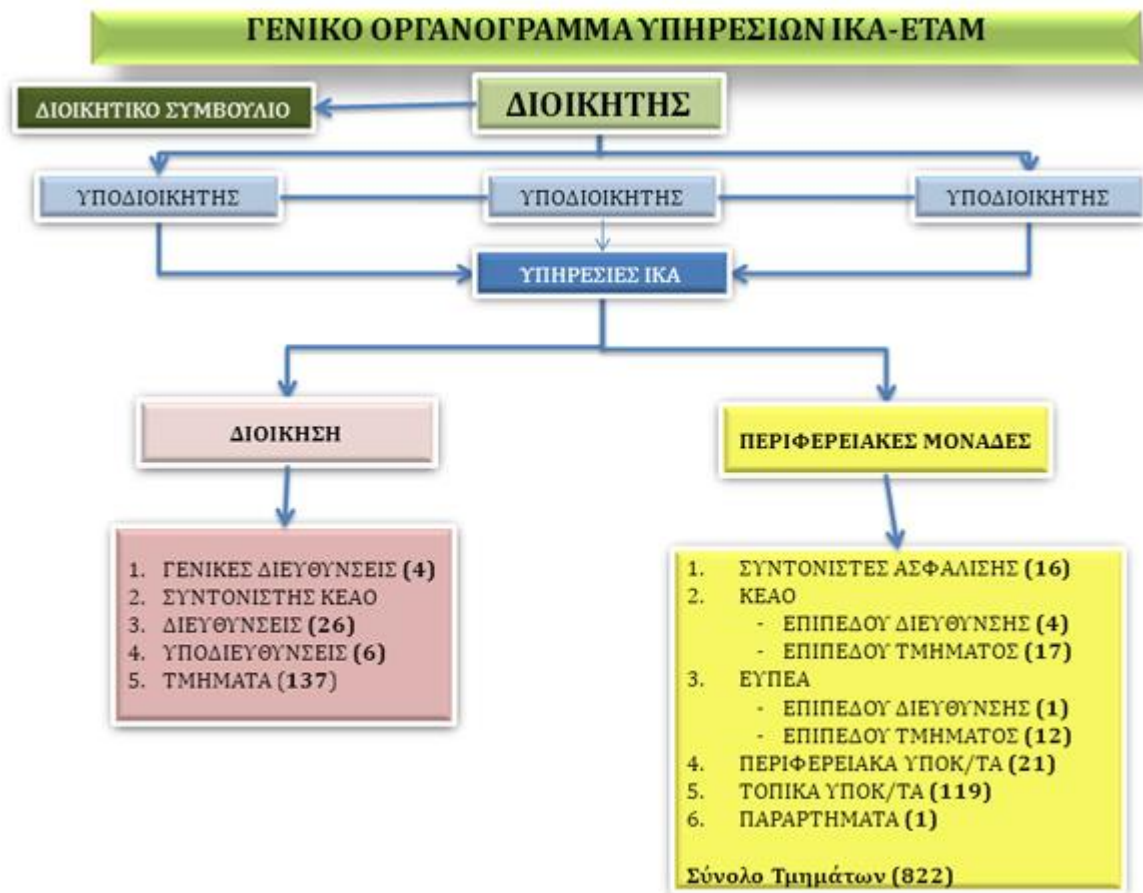 ΓΕΝΙΚΟ ΟΡΓΑΝΟΓΡΑΜΜΑ ΥΠΗΡΕΣΙΩΝ ΙΚΑ-ΕΤΑΜ
ΔΙΟΙΚΗΤΙΚΟ ΣΥΜΒΟΥΛΙΟ
ΔΙΟΙΚΗΤΗΣ
ΥΠΟΔΙΟΙΚΗΤΗΣ
ΥΠΟΔΙΟΙΚΗΤΗΣ
ΥΠΟΔΙΟΙΚΗΤΗΣ
ΥΠΗΡΕΣΙΕΣ ΙΚΑ
ΔΙΟΙΚΗΣΗ
1. ΓΕΝΙΚΕΣ ΔΙΕΥΘΥΝΣΕΙΣ (4)
2. ΣΥΝΤΟΝΙΣΤΗΣ ΚΕΑΟ
3. ΔΙΕΥΘΥΝΣΕΙΣ (26)
4. ΥΠΟΔΙΕΥΘΥΝΣΕΙΣ (6)
5. ΤΜΗΜΑΤΑ (137)
ΠΕΡΙΦΕΡΕΙΑΚΕΣ ΜΟΝΑΔΕΣ
1. ΣΥΝΤΟΝΙΣΤΕΣ ΑΣΦΑΛΙΣΗΣ (16)
2. ΚΕΑΟ
- ΕΠΙΠΕΔΟΥ ΔΙΕΥΘΥΝΣΗΣ (4)
- ΕΠΙΠΕΔΟΥ ΤΜΗΜΑΤΟΣ (17)
3. ΕΥΠΕΑ
- ΕΠΙΠΕΔΟΥ ΔΙΕΥΘΥΝΣΗΣ (1)
- ΕΠΙΠΕΔΟΥ ΤΜΗΜΑΤΟΣ (12)
4. ΠΕΡΙΦΕΡΕΙΑΚΑ ΥΠΟΚ/ΤΑ (21)
5. ΤΟΠΙΚΑ ΥΠΟΚ/ΤΑ (119)
6. ΠΑΡΑΡΤΗΜΑΤΑ (1)
Σύνολο Τμημάτων (822)